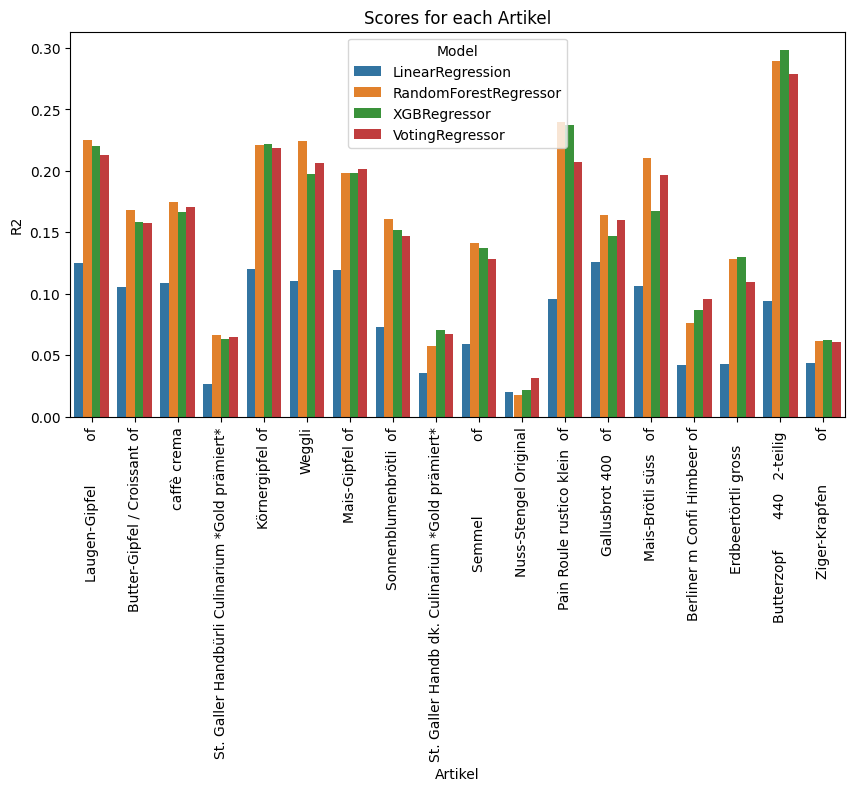 Scores for each Artikel
Model
LinearRegression
RandomForestRegressor
XGBRegressor
VotingRegressor
R2
0.30
0.25
0.20
0.15
0.10
0.05
0.00
Laugen-Gipfel of
Butter-Gipfel / Croissant of
caffè crema
St. Galler Handbürli Culinarium *Gold prämiert*
Körnergipfel of
Weggli
Mais-Gipfel of
Sonnenblumenbrötli of
St. Galler Handb dk. Culinarium *Gold prämiert*
Semmel of
Nuss-Stengel Original
Pain Roule rustico klein of
Gallusbrot 400 of
Mais-Brötli süss of
Berliner m Confi Himbeer of
Erdbeertörtli gross
Butterzopf 440 2-teilig
Ziger-Krapfen of
Artikel